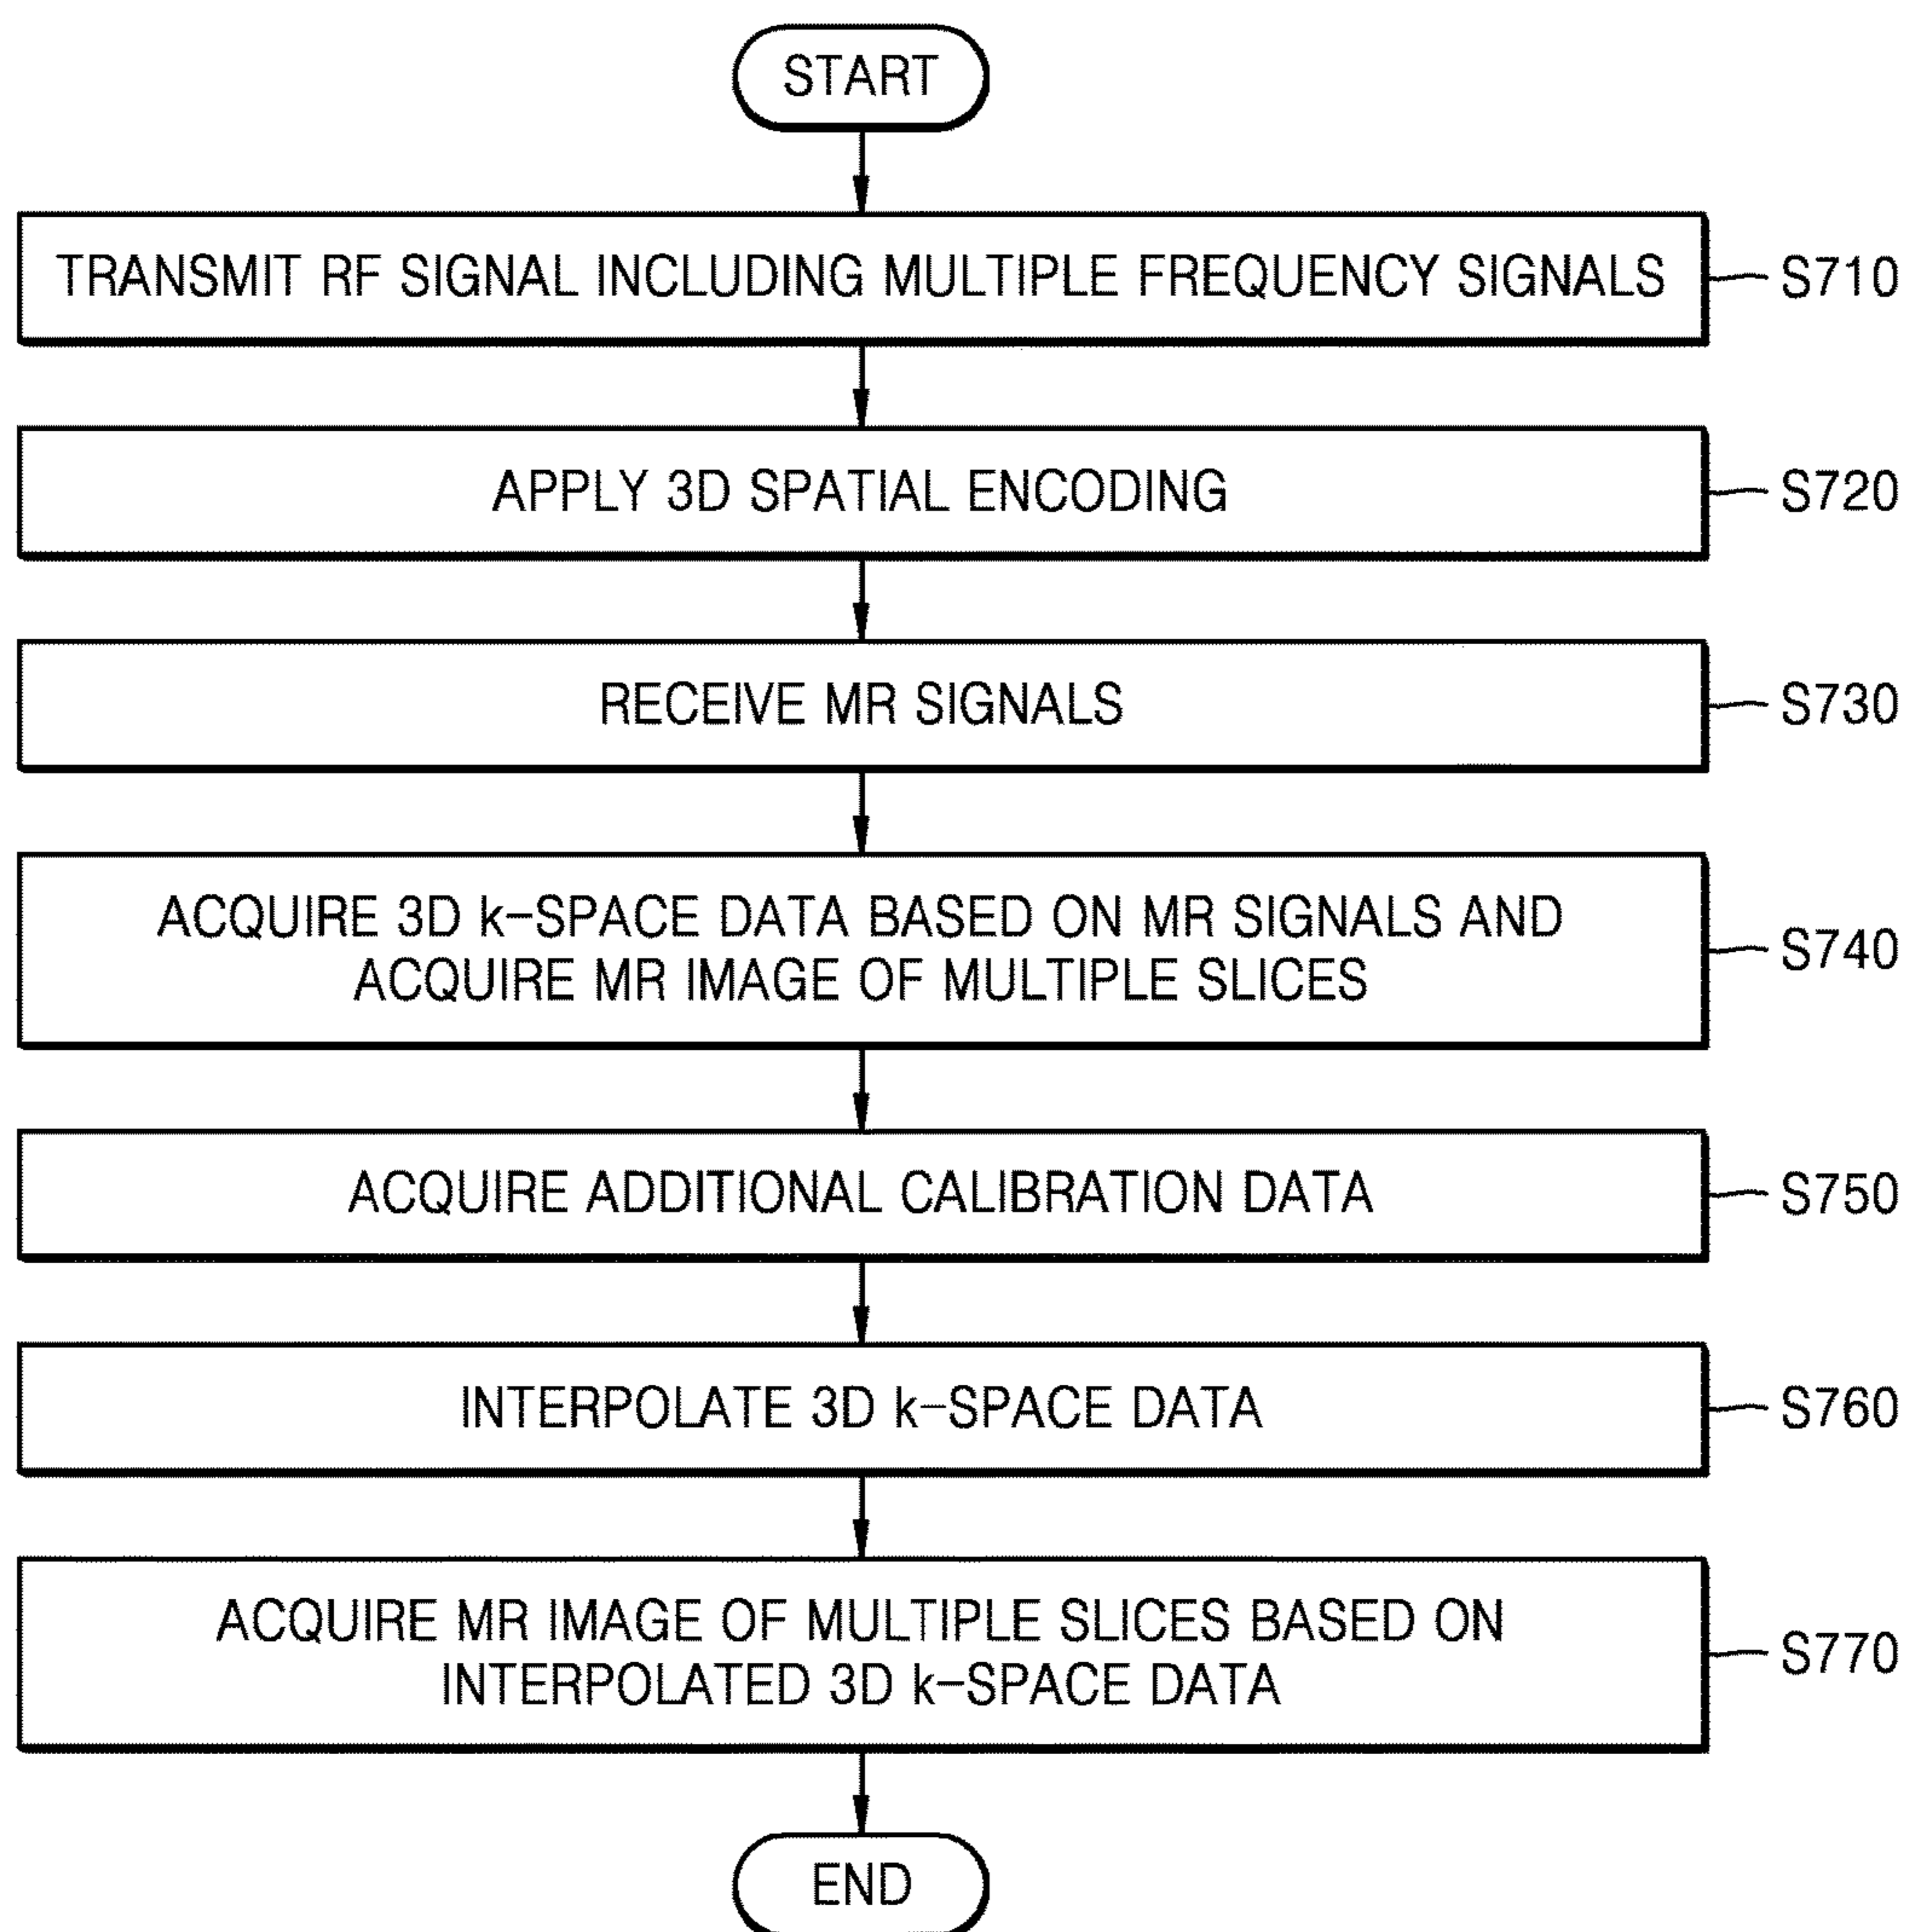 START
TRANSMIT RF SIGNAL INCLUDING MULTIPLE FREQUENCY SIGNALS
S710
APPLY 3D SPATIAL ENCODING
S720
RECEIVE MR SIGNALS
S730
ACQUIRE 3D k-SPACE DATA BASED ON MR SIGNALS AND
ACQUIRE MR IMAGE OF MULTIPLE SLICES
S740
ACQUIRE ADDITIONAL CALIBRATION DATA
S750
INTERPOLATE 3D k-SPACE DATA
S760
ACQUIRE MR IMAGE OF MULTIPLE SLICES BASED ON
INTERPOLATED 3D k-SPACE DATA
S770
END